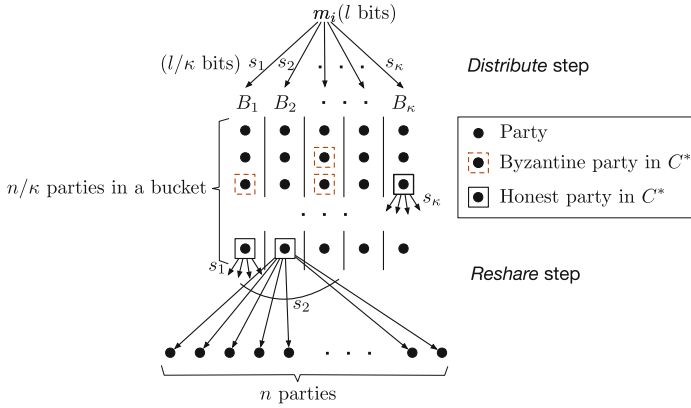 m_i(l bits)
(l/κ bits) s_1 s_2 · · · · s_κ
Distribute step
B_1 B_2 · · · B_κ
Party
Byzantine party in C*
Honest party in C*
n/κ parties in a bucket
s_κ
· · ·
s_1
s_2
Reshare step
· · · ·
n parties